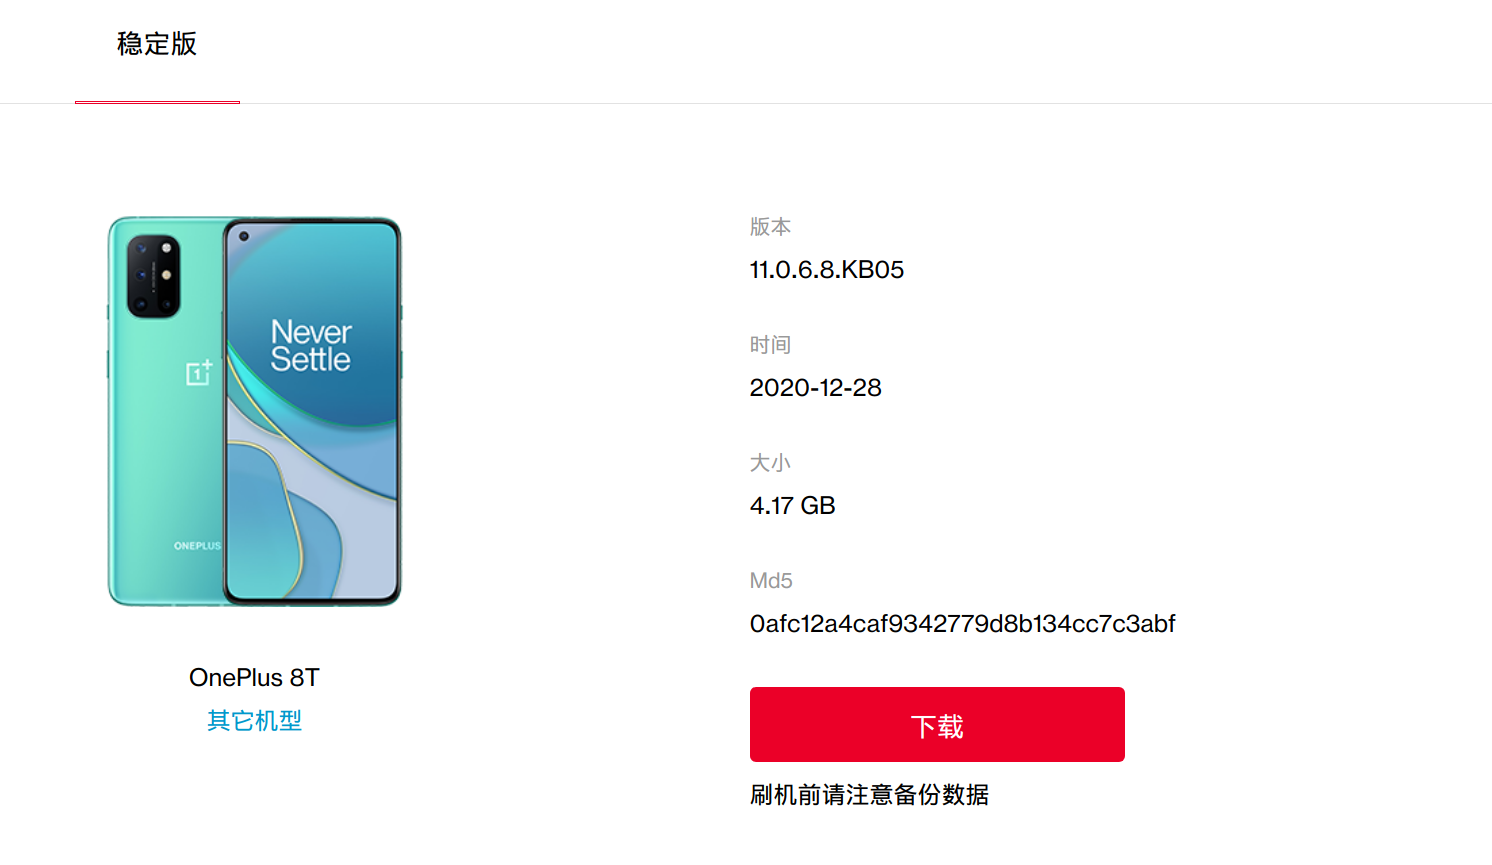 稳定版
Never
Settle
1+
ONEPLUS
OnePlus 8T
其它机型
版本
11.0.6.8.KB05
时间
2020-12-28
大小
4.17 GB
Md5
0afc12a4caf9342779d8b134cc7c3abf
下载
刷机前请注意备份数据